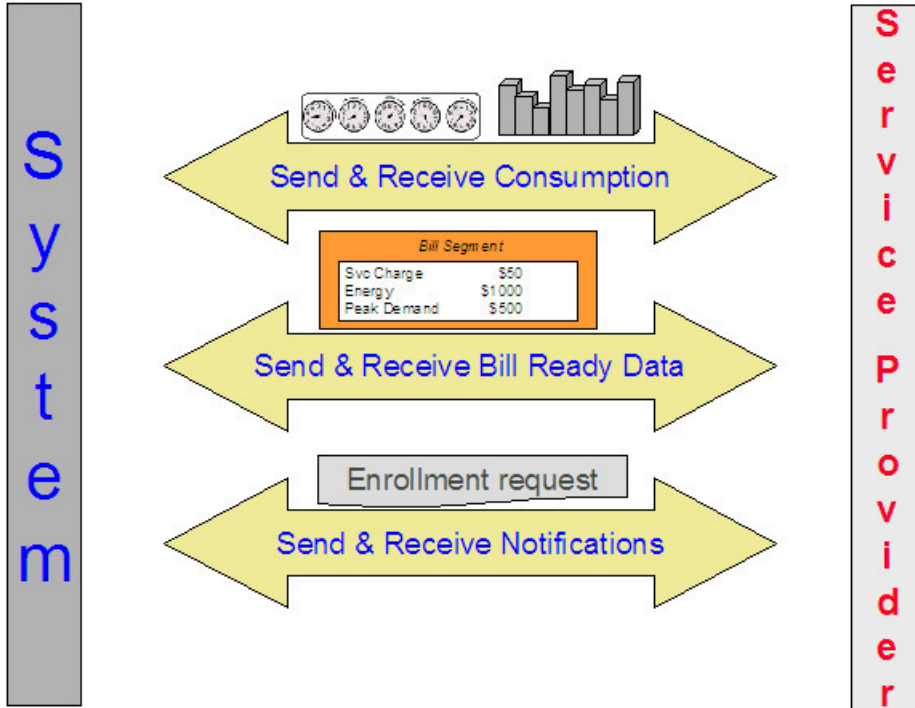 System
Send & Receive Consumption
Bill Segment
Svc Charge $50
Energy $1000
Peak Demand $500
Send & Receive Bill Ready Data
Enrollment request
Send & Receive Notifications
Service Provider